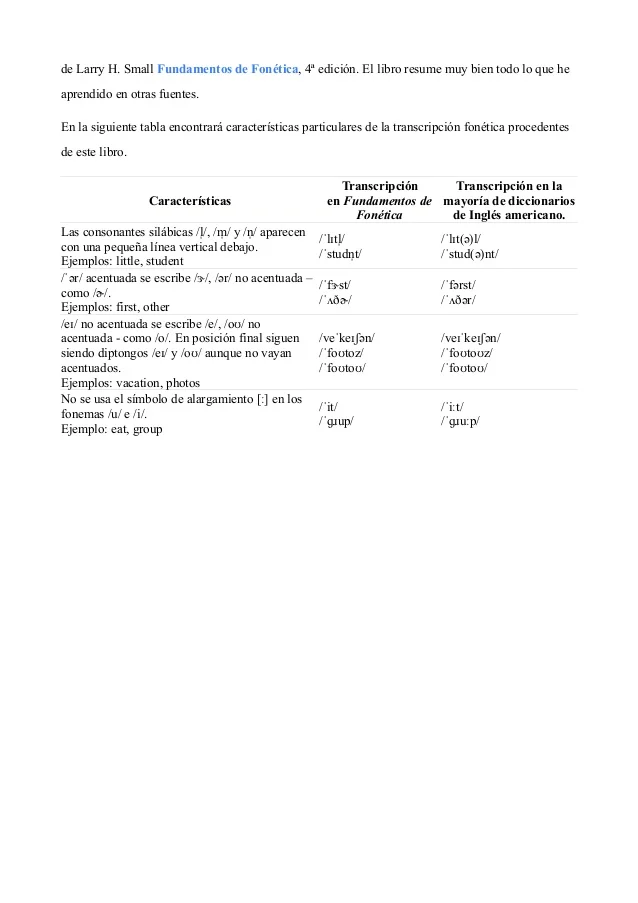 de Larry H. Small Fundamentos de Fonética, 4ª edición. El libro resume muy bien todo lo que he
aprendido en otras fuentes.
En la siguiente tabla encontrará características particulares de la transcripción fonética procedentes
de este libro.
Características
Transcripción
en Fundamentos de
Fonética
Transcripción en la
mayoría de diccionarios
de Inglés americano.
Las consonantes silábicas /l̩/, /m̩/ y /n̩/ aparecen
con una pequeña línea vertical debajo.
Ejemplos: little, student
/ˈlɪtl̩/
/ˈstudn̩t/
/ˈlɪt(ə)l/
/ˈstud(ə)nt/
/ˈər/ acentuada se escribe /ɝ/, /ər/ no acentuada –
como /ɚ/.
Ejemplos: first, other
/ˈfɝst/
/ˈʌðɚ/
/ˈfərst/
/ˈʌðər/
/eɪ/ no acentuada se escribe /e/, /oʊ/ no
acentuada - como /o/. En posición final siguen
siendo diptongos /eɪ/ y /oʊ/ aunque no vayan
acentuados.
Ejemplos: vacation, photos
/veˈkeɪʃən/
/ˈfoʊtoz/
/ˈfoʊtoʊ/
/veɪˈkeɪʃən/
/ˈfoʊtoʊz/
/ˈfoʊtoʊ/
No se usa el símbolo de alargamiento [ː] en los
fonemas /u/ e /i/.
Ejemplo: eat, group
/ˈit/
/ˈɡɹup/
/ˈiːt/
/ˈɡɹuːp/